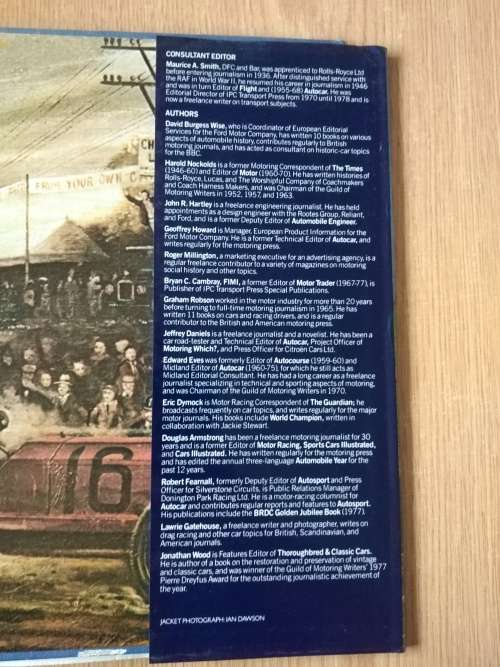 CONSULTANT EDITOR
Maurice A. Smith, DFC and Bar, was apprenticed to Rolls-Royce Ltd
before entering journalism in 1936. After distinguished service with
the RAF in World War II, he resumed his career in journalism in 1946
and was in turn Editor of Flight and (1955-68) Autocar. He was
Editorial Director of IPC Transport Press from 1970 until 1978 and is
now a freelance writer on transport subjects.
AUTHORS
David Burgess Wise, who is Coordinator of European Editorial
Services for the Ford Motor Company, has written 10 books on various
aspects of automobile history, contributes regularly to British
motoring journals, and has acted as consultant on historic-car topics
for the BBC.
Harold Nockolds is a former Motoring Correspondent of The Times
(1946-60) and Editor of Motor (1960-70). He has written histories of
Rolls-Royce, Lucas, and The Worshipful Company of Coachmakers
and Coach Harness Makers, and was Chairman of the Guild of
Motoring Writers in 1952, 1957, and 1963.
John R. Hartley is a freelance engineering journalist. He has held
appointments as a design engineer with the Rootes Group, Reliant,
and Ford, and is a former Deputy Editor of Automobile Engineer.
Geoffrey Howard is Manager, European Product Information for the
Ford Motor Company. He is a former Technical Editor of Autocar, and
writes regularly for the motoring press.
Roger Millington, a marketing executive for an advertising agency, is a
regular freelance contributor to a variety of magazines on motoring
social history and other topics.
Bryan C. Cambray, FIMI, a former Editor of Motor Trader (1967-77), is
Publisher of IPC Transport Press Special Publications.
Graham Robson worked in the motor industry for more than 20 years
before turning to full-time motoring journalism in 1965. He has
written 11 books on cars and racing drivers, and is a regular
contributor to the British and American motoring press.
Jeffrey Daniels is a freelance journalist and a novelist. He has been a
car road-tester and Technical Editor of Autocar, Project Officer of
Motoring Which?, and Press Officer for Citroën Cars Ltd.
Edward Eves was formerly Editor of Autocourse (1959-60) and
Midland Editor of Autocar (1960-75), for which he still acts as
Midland Editorial Consultant. He has had a long career as a freelance
journalist specializing in technical and sporting aspects of motoring,
and was Chairman of the Guild of Motoring Writers in 1970.
Eric Dymock is Motor Racing Correspondent of The Guardian; he
broadcasts frequently on car topics, and writes regularly for the major
motor journals. His books include World Champion, written in
collaboration with Jackie Stewart.
Douglas Armstrong has been a freelance motoring journalist for 30
years and is a former Editor of Motor Racing, Sports Cars Illustrated,
and Cars Illustrated. He has written regularly for the motoring press
and has edited the annual three-language Automobile Year for the
past 12 years.
Robert Fearnall, formerly Deputy Editor of Autosport and Press
Officer for Silverstone Circuits, is Public Relations Manager of
Donington Park Racing Ltd. He is a motor-racing columnist for
Autocar and contributes regular reports and features to Autosport.
His publications include the BRDC Golden Jubilee Book (1977).
Lawrie Gatehouse, a freelance writer and photographer, writes on
drag racing and other car topics for British, Scandinavian, and
American journals.
Jonathan Wood is Features Editor of Thoroughbred & Classic Cars.
He is author of a book on the restoration and preservation of vintage
and classic cars, and was winner of the Guild of Motoring Writers' 1977
Pierre Dreyfus Award for the outstanding journalistic achievement of
the year.
JACKET PHOTOGRAPH: IAN DAWSON
CH
FROM YOUR OWN C
16